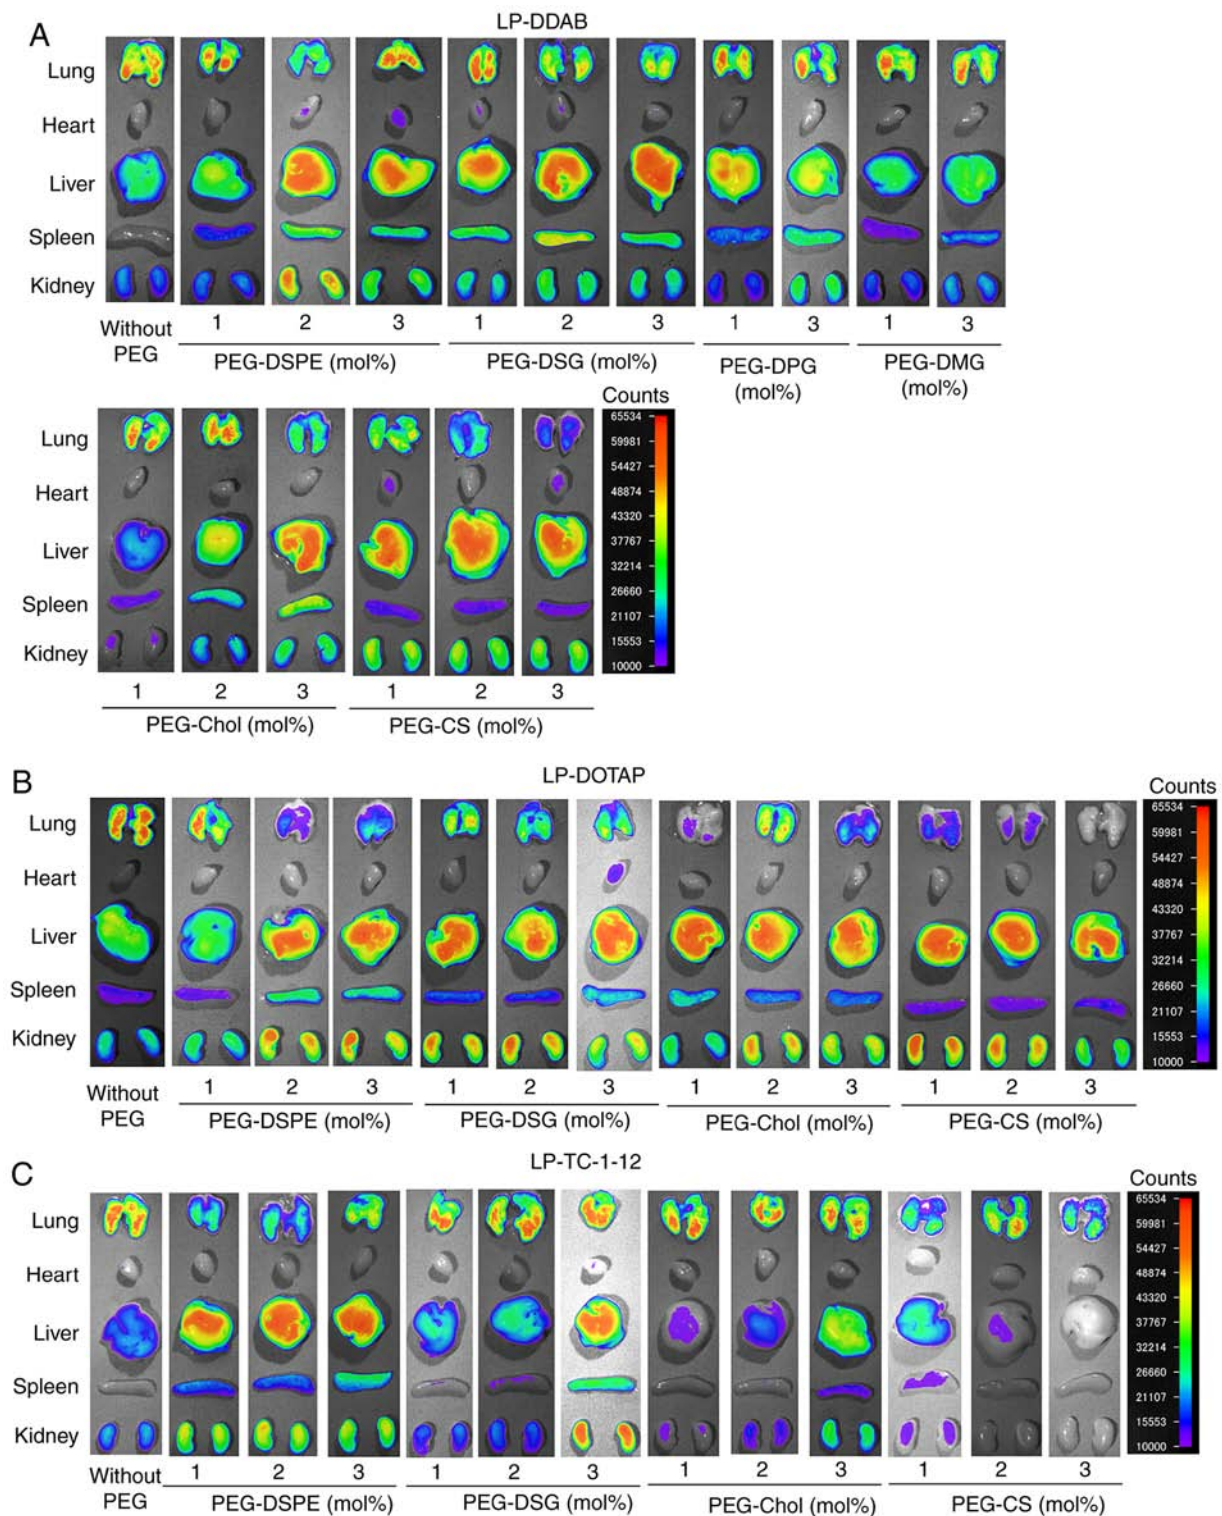 A
LP-DDAB
Lung
Heart
Liver
Spleen
Kidney
Without PEG
1 2 3 1 2 3 1 3 1 3
PEG-DSPE (mol%) PEG-DSG (mol%) PEG-DPG (mol%) PEG-DMG (mol%)
Counts
65534
59981
54427
48874
43320
37767
32214
26660
21107
15553
10000
Lung
Heart
Liver
Spleen
Kidney
1 2 3 1 2 3
PEG-Chol (mol%) PEG-CS (mol%)
B
LP-DOTAP
Counts
65534
59981
54427
48874
43320
37767
32214
26660
21107
15553
10000
Lung
Heart
Liver
Spleen
Kidney
Without PEG
1 2 3 1 2 3 1 2 3 1 2 3
PEG-DSPE (mol%) PEG-DSG (mol%) PEG-Chol (mol%) PEG-CS (mol%)
C
LP-TC-1-12
Counts
65534
59981
54427
48874
43320
37767
32214
26660
21107
15553
10000
Lung
Heart
Liver
Spleen
Kidney
Without PEG
1 2 3 1 2 3 1 2 3 1 2 3
PEG-DSPE (mol%) PEG-DSG (mol%) PEG-Chol (mol%) PEG-CS (mol%)